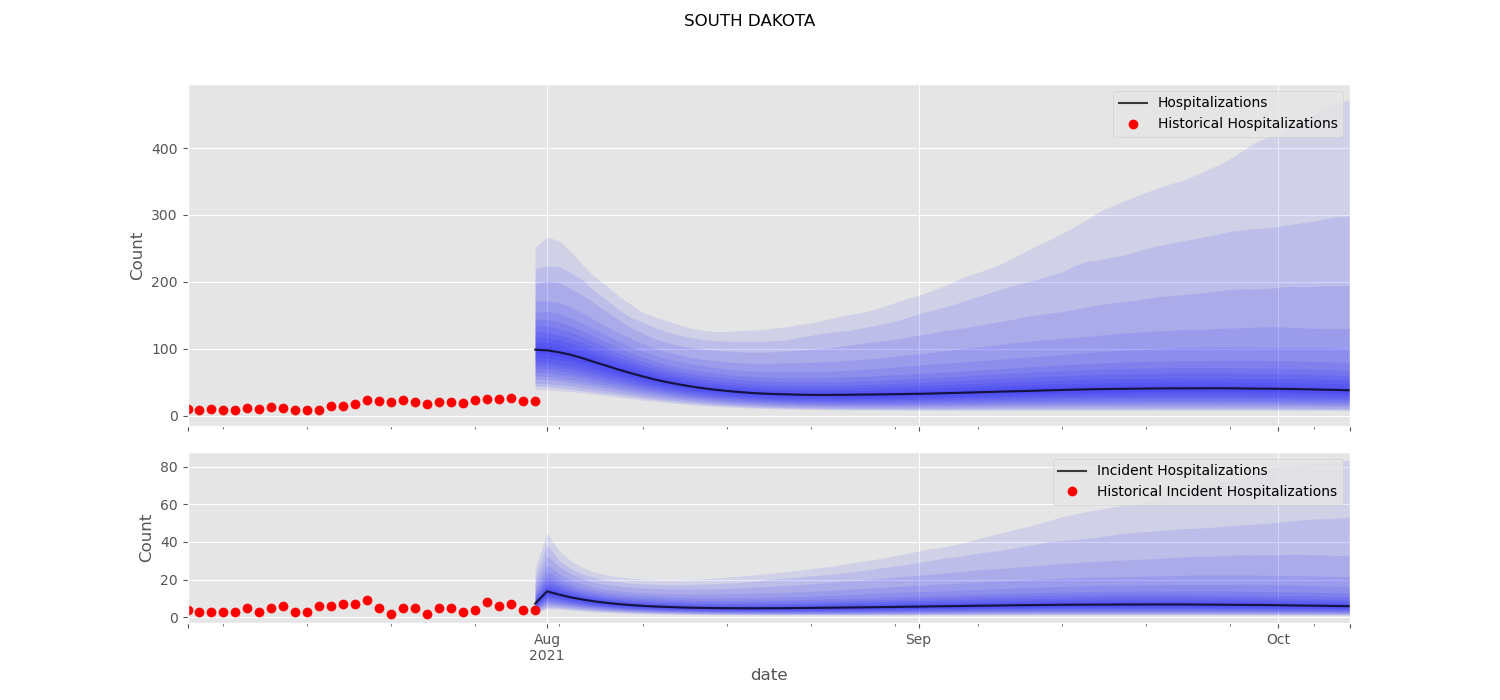 SOUTH DAKOTA
Hospitalizations
Historical Hospitalizations
Count
400
300
200
100
0
Incident Hospitalizations
Historical Incident Hospitalizations
Count
80
60
40
20
0
Aug
2021
Sep
Oct
date